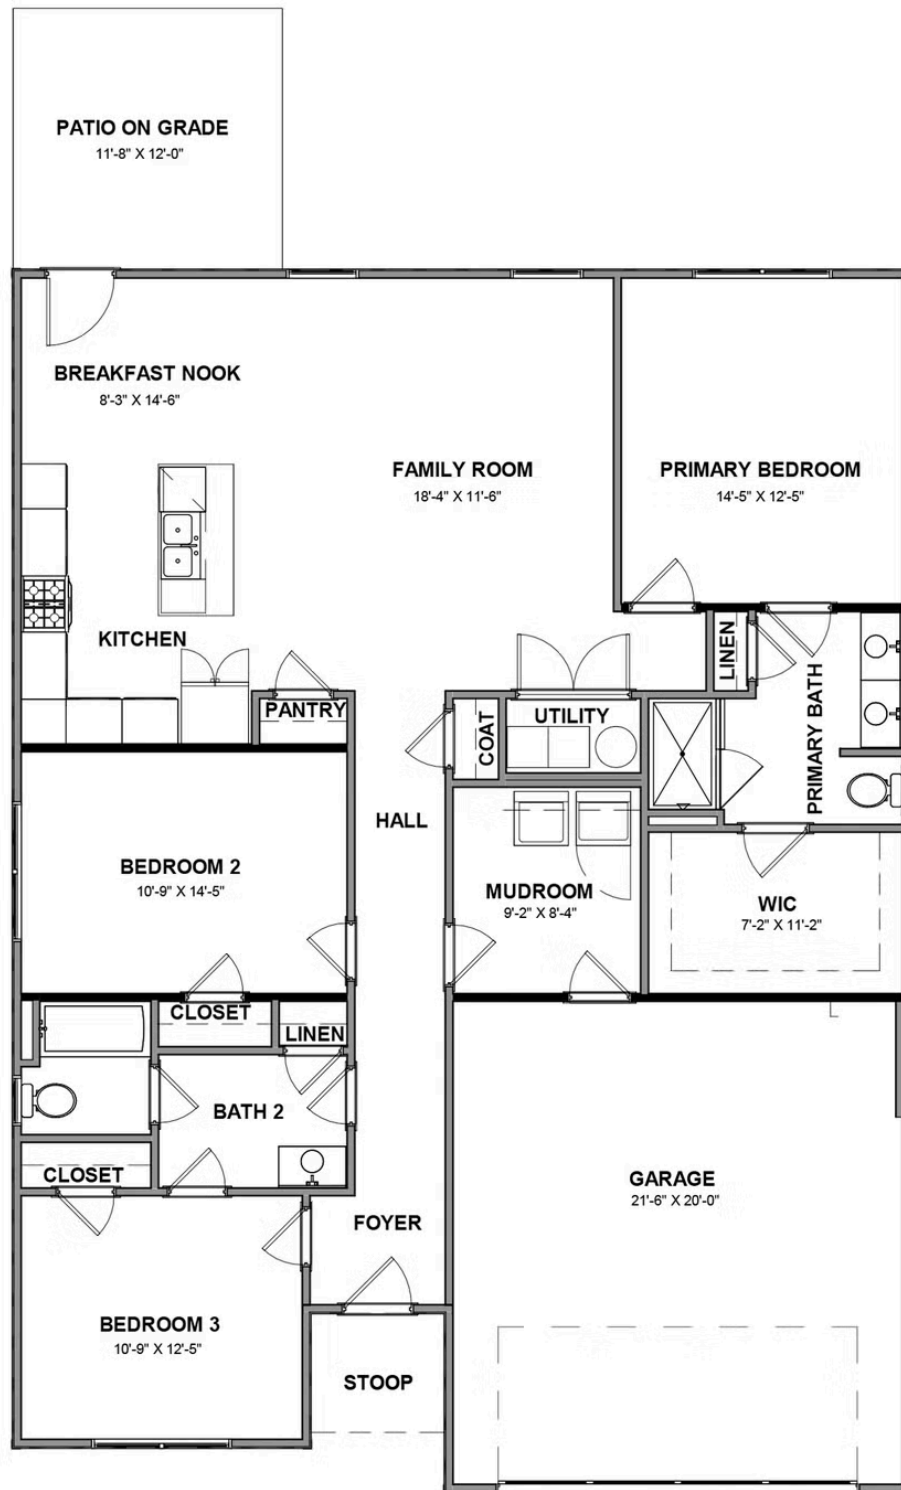 PATIO ON GRADE
11'-8" X 12'-0"
BREAKFAST NOOK
8'-3" X 14'-6"
FAMILY ROOM
18'-4" X 11'-6"
PRIMARY BEDROOM
14'-5" X 12'-5"
KITCHEN
LINEN
PANTRY
COAT
UTILITY
PRIMARY BATH
HALL
BEDROOM 2
10'-9" X 14'-5"
MUDROOM
9'-2" X 8'-4"
WIC
7'-2" X 11'-2"
CLOSET
LINEN
BATH 2
CLOSET
GARAGE
21'-6" X 20'-0"
FOYER
BEDROOM 3
10'-9" X 12'-5"
STOOP